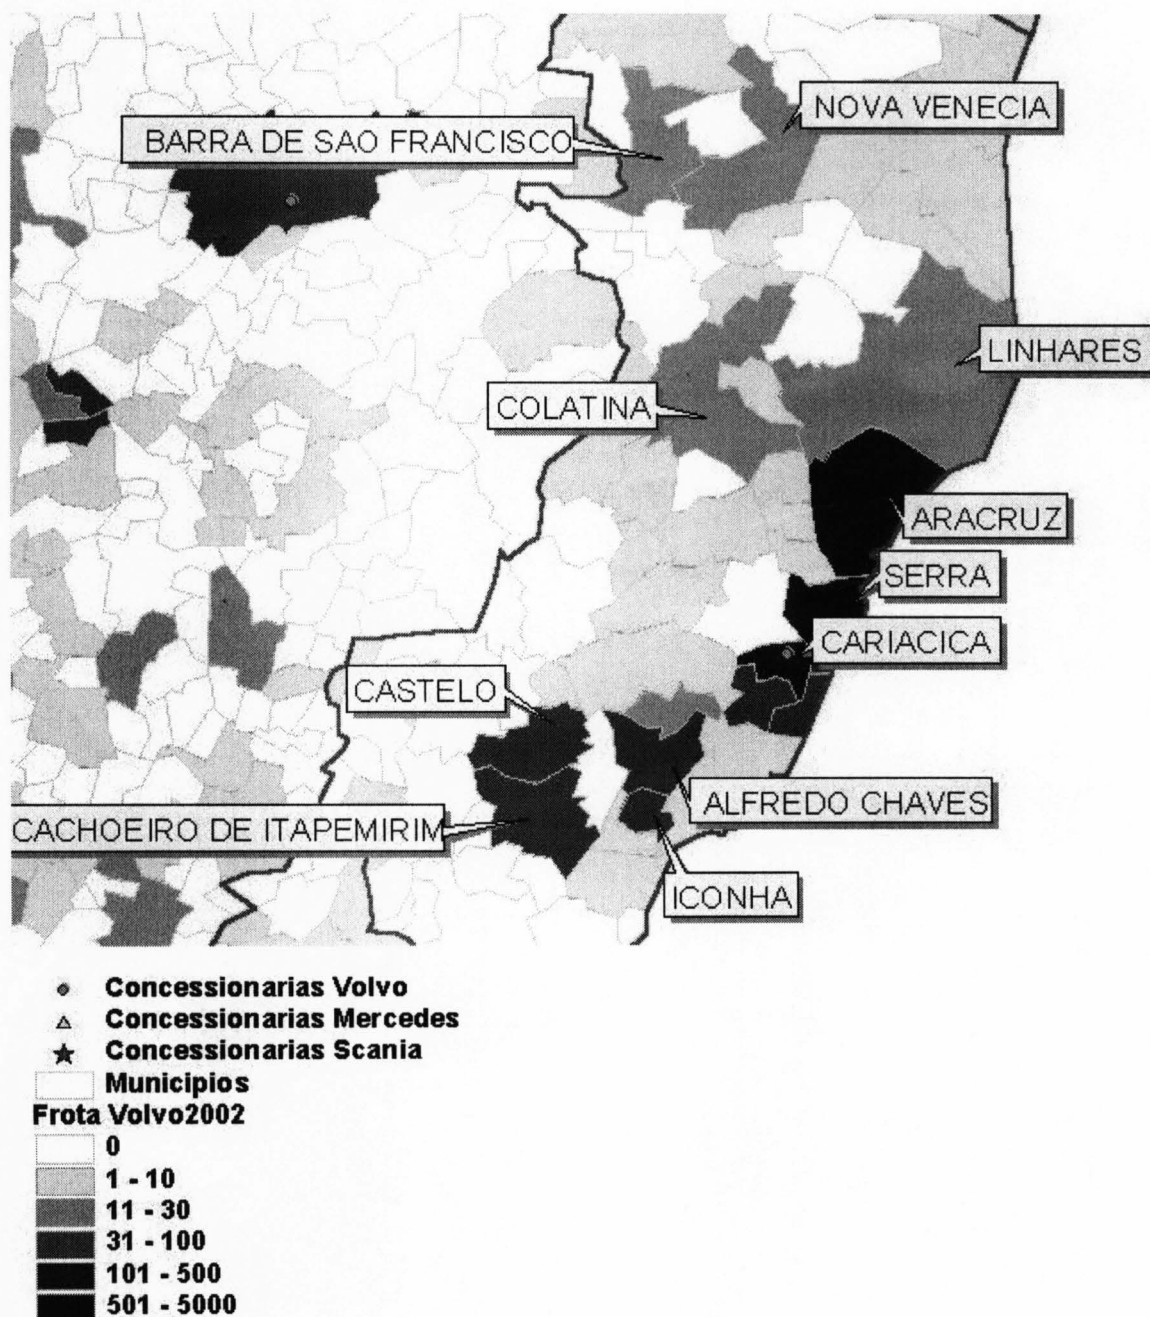 NOVA VENECIA
BARRA DE SAO FRANCISCO
LINHARES
COLATINA
ARACRUZ
SERRA
CARIACICA
CASTELO
ALFREDO CHAVES
CACHOEIRO DE ITAPEMIRIM
ICONHA
Concessionarias Volvo
Concessionarias Mercedes
Concessionarias Scania
Municipios
Frota Volvo2002
0
1 - 10
11 - 30
31 - 100
101 - 500
501 - 5000